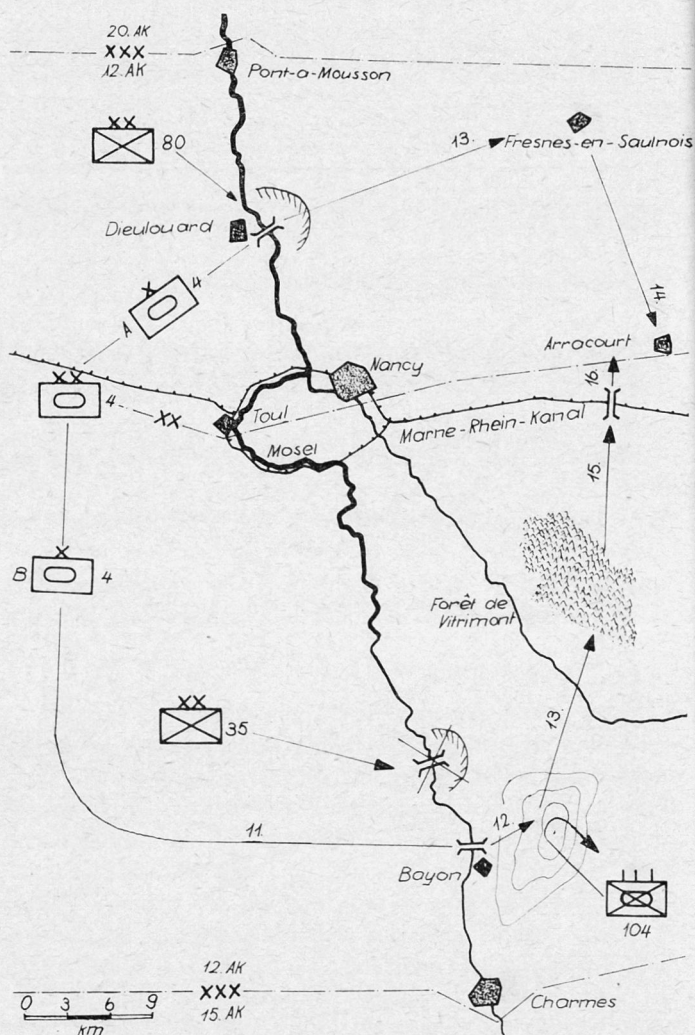 20. AK
XXX
12. AK
Pont-a-Mousson
XX
80
13.
Fresnes-en-Saulnois
Dieulouard
X
A
4
14.
Arracourt
Nancy
16.
XX
4
XX
Toul
Marne-Rhein-Kanal
Mosel
15.
X
B
4
Forêt de
Vitrimont
XX
35
13.
11.
12.
Bayon
104
12. AK
XXX
15. AK
0 3 6 9
km
Charmes